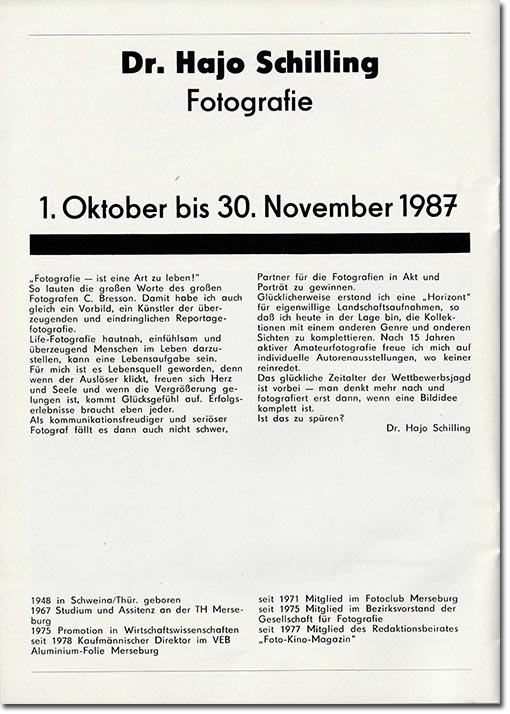 Dr. Hajo Schilling
Fotografie
1. Oktober bis 30. November 1987
„Fotografie — ist eine Art zu leben!"
So lauten die großen Worte des großen
Fotografen C. Bresson. Damit habe ich auch
gleich ein Vorbild, ein Künstler der über-
zeugenden und eindringlichen Reportage-
fotografie.
Life-Fotografie hautnah, einfühlsam und
überzeugend Menschen im Leben darzu-
stellen, kann eine Lebensaufgabe sein.
Für mich ist es Lebensquell geworden, denn
wenn der Auslöser klickt, freuen sich Herz
und Seele und wenn die Vergrößerung ge-
lungen ist, kommt Glücksgefühl auf. Erfolgs-
erlebnisse braucht eben jeder.
Als kommunikationsfreudiger und seriöser
Fotograf fällt es dann auch nicht schwer,
Partner für die Fotografien in Akt und
Porträt zu gewinnen.
Glücklicherweise erstand ich eine „Horizont"
für eigenwillige Landschaftsaufnahmen, so
daß ich heute in der Lage bin, die Kollek-
tionen mit einem anderen Genre und anderen
Sichten zu komplettieren. Nach 15 Jahren
aktiver Amateurfotografie freue ich mich auf
individuelle Autorenausstellungen, wo keiner
reinredet.
Das glückliche Zeitalter der Wettbewerbsjagd
ist vorbei — man denkt mehr nach und
fotografiert erst dann, wenn eine Bildidee
komplett ist.
Ist das zu spüren?
Dr. Hajo Schilling
1948 in Schweina/Thür. geboren
1967 Studium und Assitenz an der TH Merse-
burg
1975 Promotion in Wirtschaftswissenschaften
seit 1978 Kaufmännischer Direktor im VEB
Aluminium-Folie Merseburg
seit 1971 Mitglied im Fotoclub Merseburg
seit 1975 Mitglied im Bezirksvorstand der
Gesellschaft für Fotografie
seit 1977 Mitglied des Redaktionsbeirates
„Foto-Kino-Magazin"